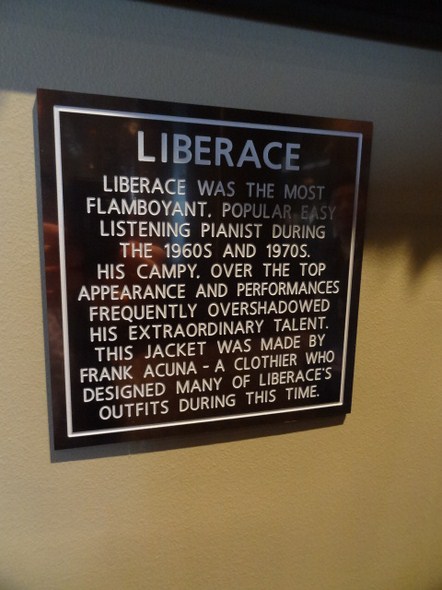 LIBERACE
LIBERACE WAS THE MOST
FLAMBOYANT, POPULAR EASY
LISTENING PIANIST DURING
THE 1960S AND 1970S.
HIS CAMPY, OVER THE TOP
APPEARANCE AND PERFORMANCES
FREQUENTLY OVERSHADOWED
HIS EXTRAORDINARY TALENT.
THIS JACKET WAS MADE BY
FRANK ACUNA - A CLOTHIER WHO
DESIGNED MANY OF LIBERACE'S
OUTFITS DURING THIS TIME.